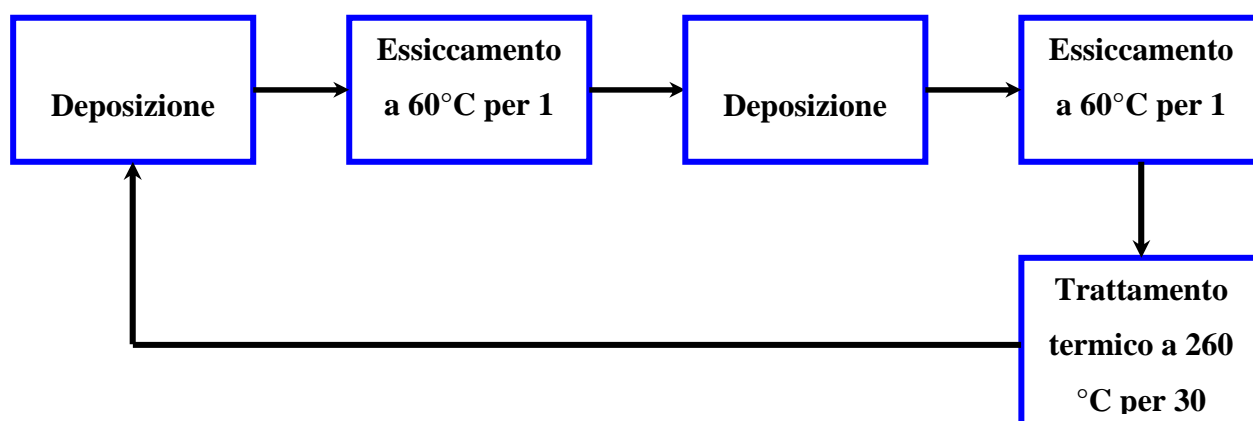 Deposizione
Essiccamento
a 60°C per 1
Deposizione
Essiccamento
a 60°C per 1
Trattamento
termico a 260
°C per 30